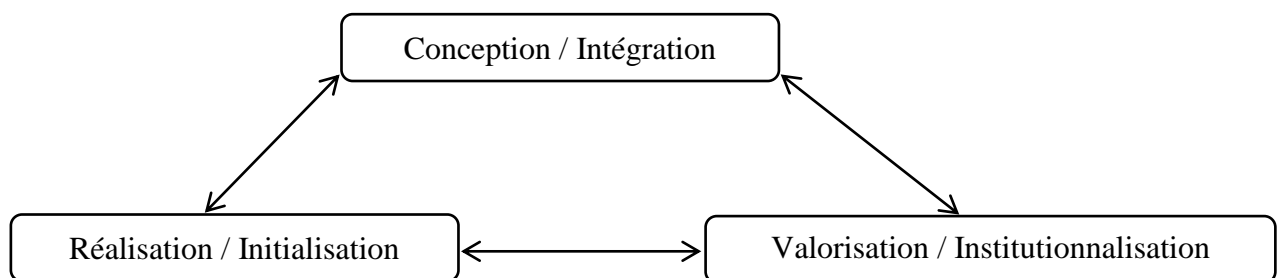 Conception / Intégration
Réalisation / Initialisation
Valorisation / Institutionnalisation